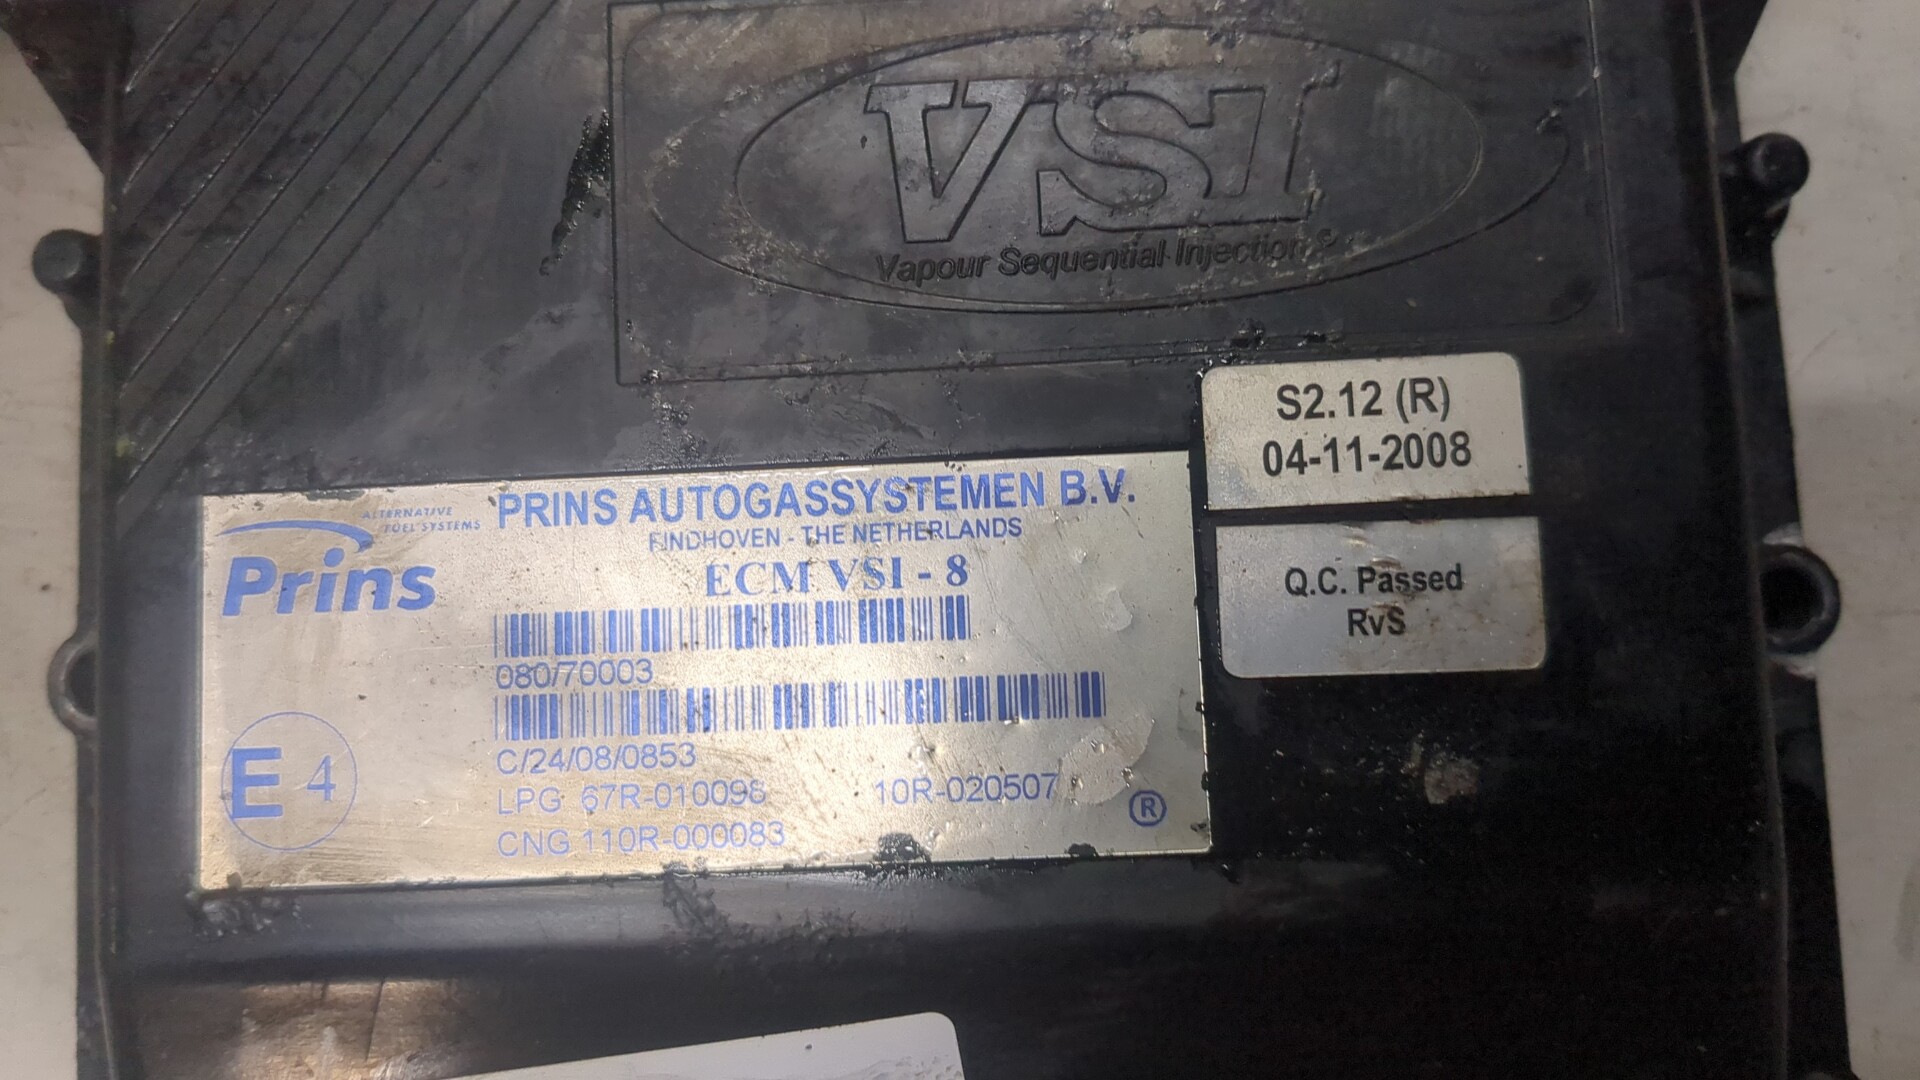 VSI
Vapour Sequential Injection
S2.12 (R)
04-11-2008
ALTERNATIVE
FUEL SYSTEMS
Prins
PRINS AUTOGASSYSTEMEN B.V.
EINDHOVEN - THE NETHERLANDS
ECM VSI - 8
080/70003
C/24/08/0853
LPG 67R-010098 10R-020507
CNG 110R-000083
E 4
®
Q.C. Passed
RvS